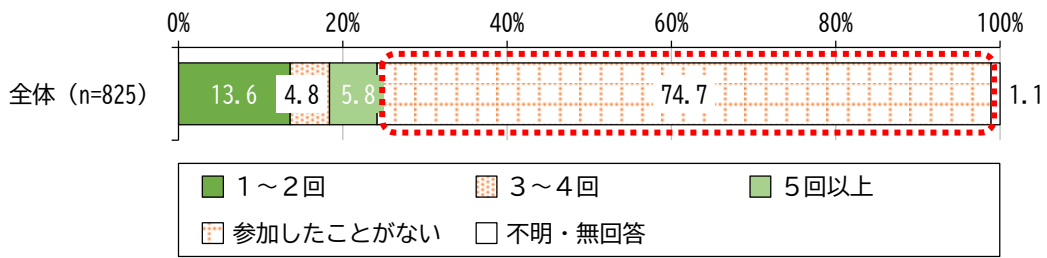 0% 20% 40% 60% 80% 100%
全体（n=825） 13.6 4.8 5.8 74.7 1.1
１～２回 ３～４回 ５回以上
参加したことがない 不明・無回答